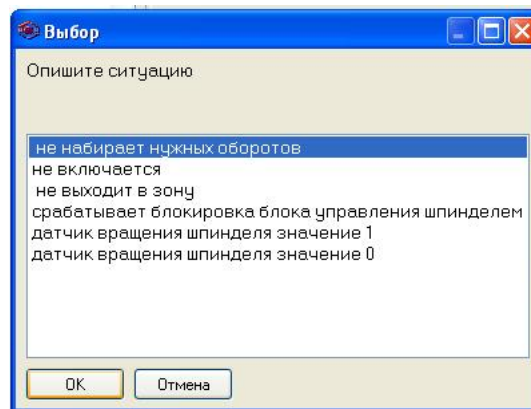 Выбор
Опишите ситуацию
не набирает нужных оборотов
не включается
не выходит в зону
срабатывает блокировка блока управления шпинделем
датчик вращения шпинделя значение 1
датчик вращения шпинделя значение 0
OK
Отмена